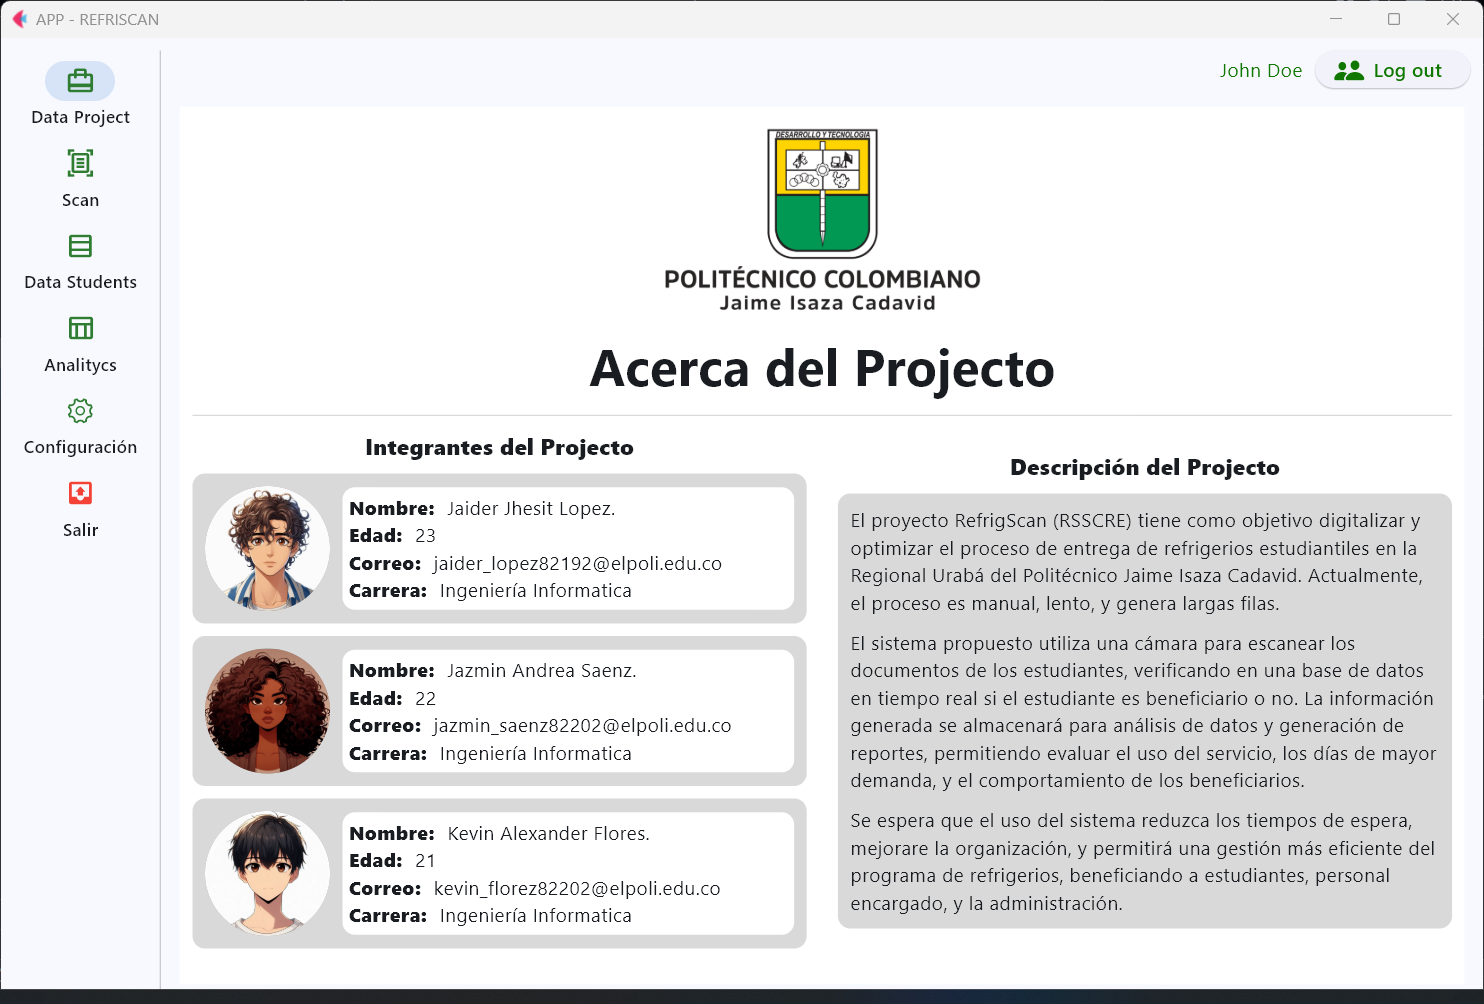 APP - REFRISCAN
John Doe
Log out
Data Project
Scan
Data Students
Analitycs
Configuración
Salir
DESARROLLO Y TECNOLOGIA
POLITÉCNICO COLOMBIANO
Jaime Isaza Cadavid
Acerca del Projecto
Integrantes del Projecto
Nombre: Jaider Jhesit Lopez.
Edad: 23
Correo: jaider_lopez82192@elpoli.edu.co
Carrera: Ingeniería Informatica
Nombre: Jazmin Andrea Saenz.
Edad: 22
Correo: jazmin_saenz82202@elpoli.edu.co
Carrera: Ingeniería Informatica
Nombre: Kevin Alexander Flores.
Edad: 21
Correo: kevin_florez82202@elpoli.edu.co
Carrera: Ingeniería Informatica
Descripción del Projecto
El proyecto RefrigScan (RSSCRE) tiene como objetivo digitalizar y
optimizar el proceso de entrega de refrigerios estudiantiles en la
Regional Urabá del Politécnico Jaime Isaza Cadavid. Actualmente,
el proceso es manual, lento, y genera largas filas.
El sistema propuesto utiliza una cámara para escanear los
documentos de los estudiantes, verificando en una base de datos
en tiempo real si el estudiante es beneficiario o no. La información
generada se almacenará para análisis de datos y generación de
reportes, permitiendo evaluar el uso del servicio, los días de mayor
demanda, y el comportamiento de los beneficiarios.
Se espera que el uso del sistema reduzca los tiempos de espera,
mejorare la organización, y permitirá una gestión más eficiente del
programa de refrigerios, beneficiando a estudiantes, personal
encargado, y la administración.